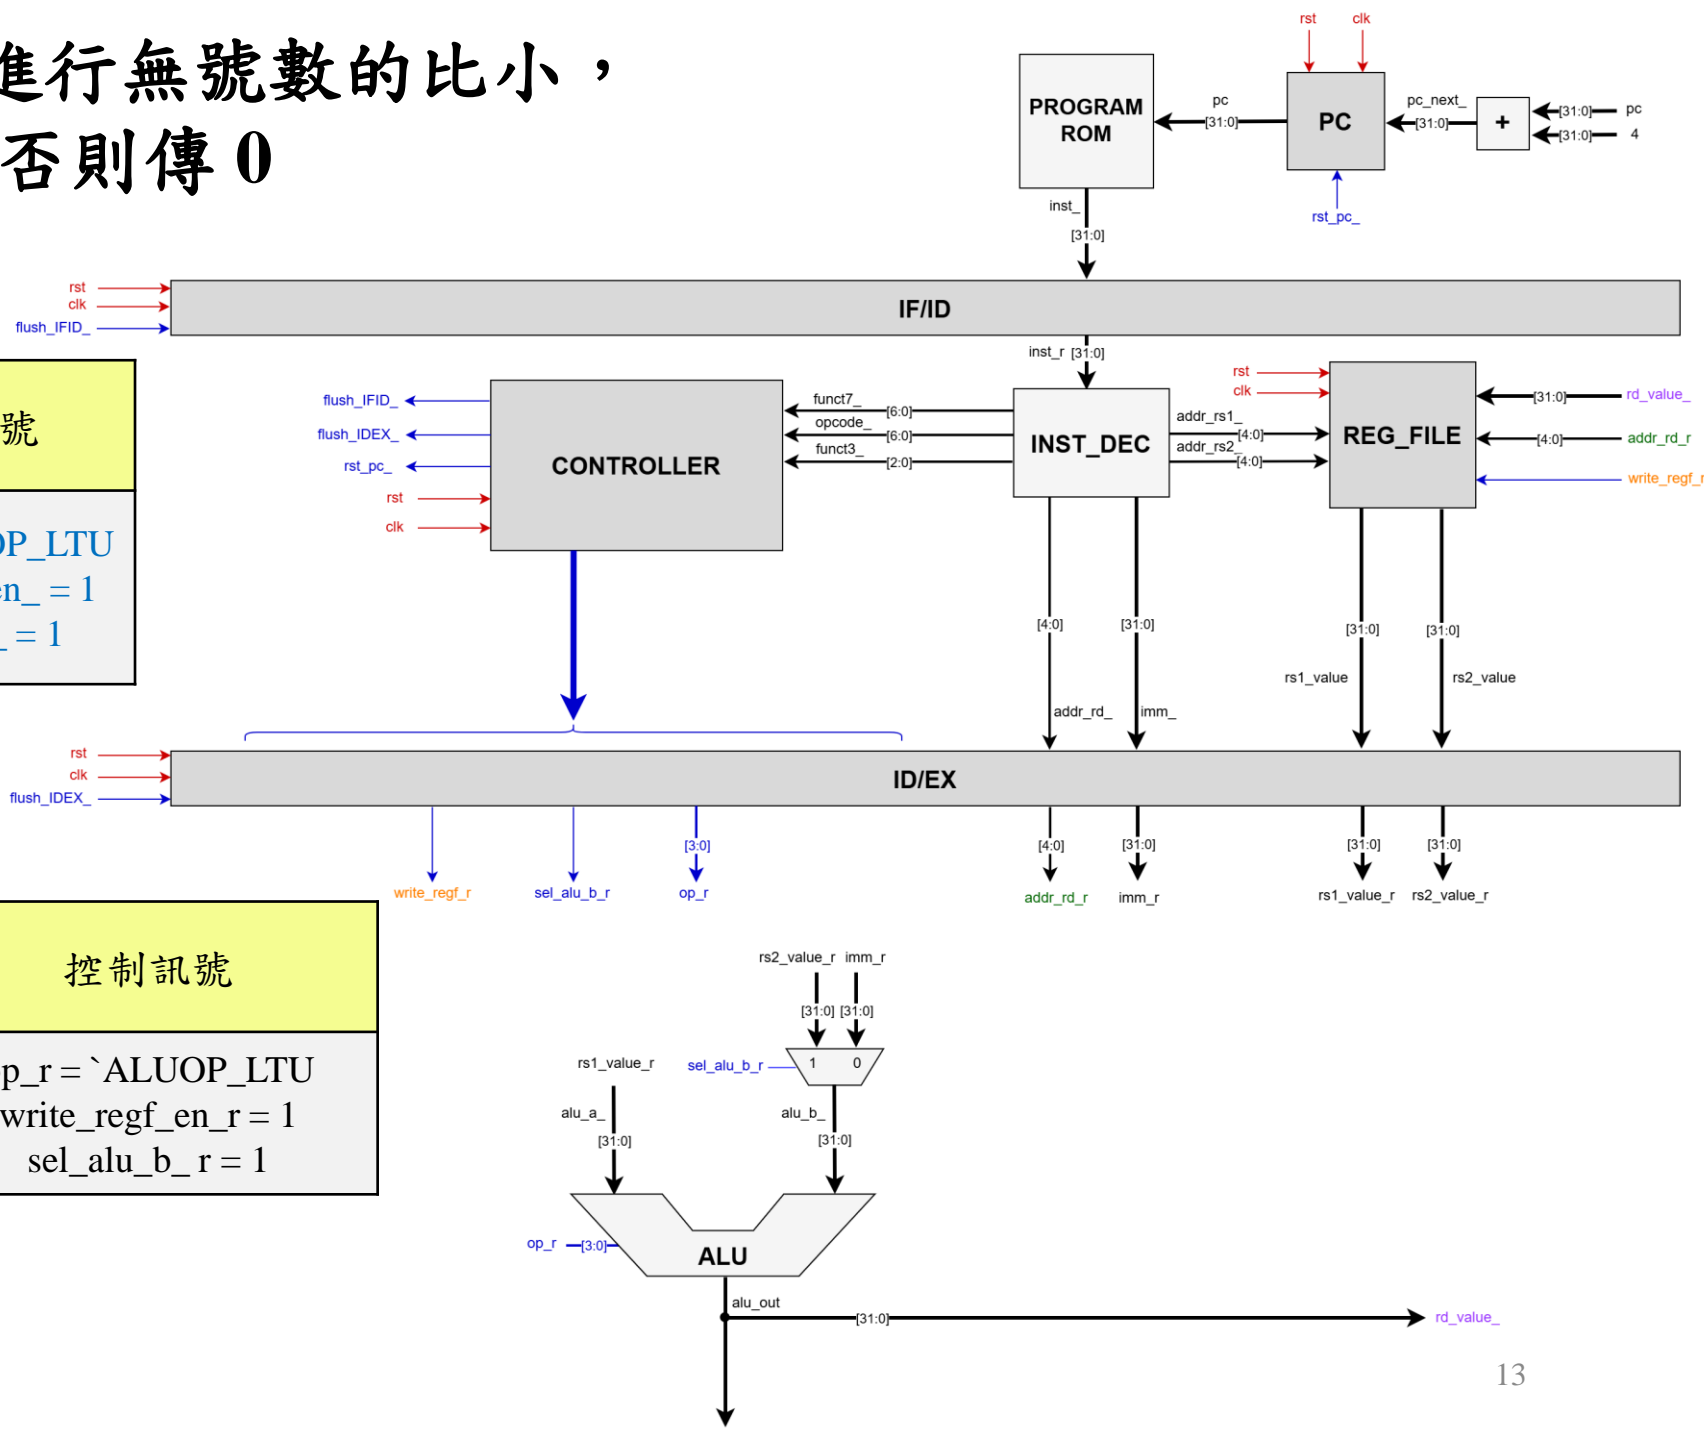 進行無號數的比小，
否則傳 0
rst clk
PROGRAM
ROM
pc
[31:0]
PC
pc_next_
[31:0]
+
[31:0] pc
[31:0] 4
rst_pc_
inst_
[31:0]
rst
clk
flush_IFID_
IF/ID
inst_r [31:0]
號
OP_LTU
en_ = 1
_ = 1
flush_IFID_
flush_IDEX_
rst_pc_
rst
clk
CONTROLLER
funct7_
[6:0]
opcode_
[6:0]
funct3_
[2:0]
INST_DEC
addr_rs1_
[4:0]
addr_rs2_
[4:0]
rst
clk
REG_FILE
[31:0] rd_value_
[4:0] addr_rd_r
write_regf_r
[4:0] [31:0] [31:0] [31:0]
rs1_value rs2_value
addr_rd_ imm_
rst
clk
flush_IDEX_
ID/EX
[3:0] [4:0] [31:0] [31:0] [31:0]
write_regf_r sel_alu_b_r op_r addr_rd_r imm_r rs1_value_r rs2_value_r
控制訊號
op_r = `ALUOP_LTU
write_regf_en_r = 1
sel_alu_b_ r = 1
rs2_value_r imm_r
[31:0] [31:0]
rs1_value_r
sel_alu_b_r 1 0
alu_a_ alu_b_
[31:0] [31:0]
op_r [3:0]
ALU
alu_out
[31:0] rd_value_
13